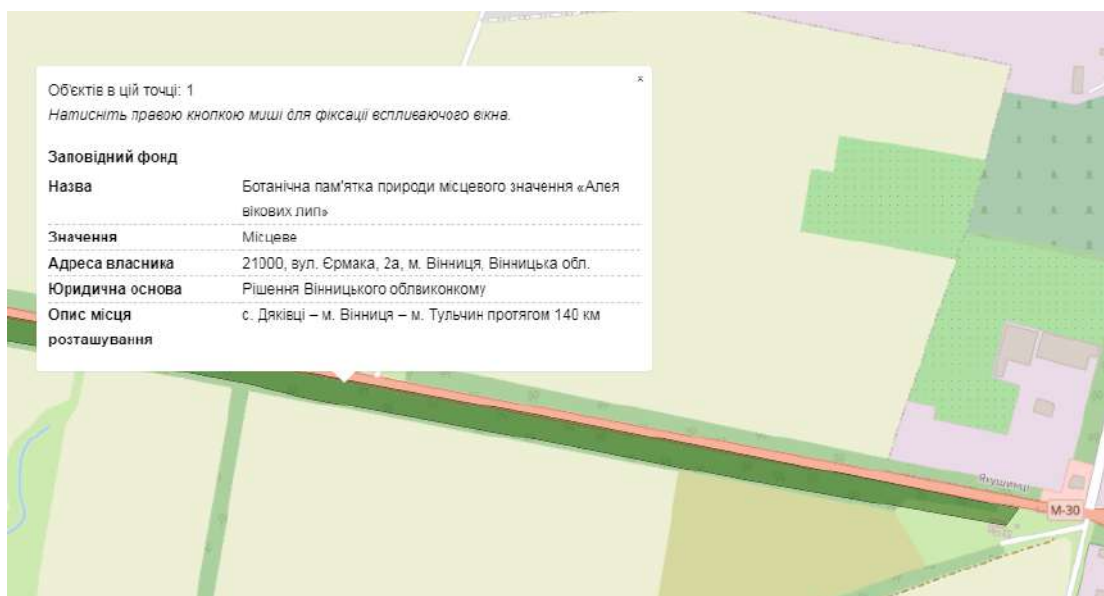 ×
Об'єктів в цій точці: 1
Натисніть правою кнопкою миші для фіксації вспливаючого вікна.
Заповідний фонд
Назва Ботанічна пам'ятка природи місцевого значення «Алея
вікових лип»
Значення Місцеве
Адреса власника 21000, вул. Єрмака, 2а, м. Вінниця, Вінницька обл.
Юридична основа Рішення Вінницького облвиконкому
Опис місця с. Дяківці – м. Вінниця – м. Тульчин протягом 140 км
розташування
Якушинці
М-30